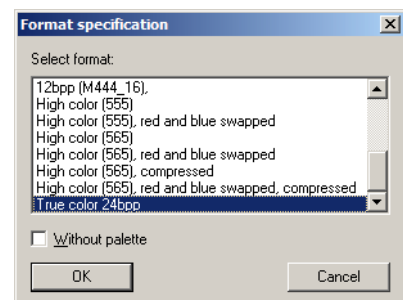 Format specification
Select format:
12bpp (M444_16),
High color (555)
High color (555), red and blue swapped
High color (565)
High color (565), red and blue swapped
High color (565), compressed
High color (565), red and blue swapped, compressed
True color 24bpp
Without palette
OK
Cancel